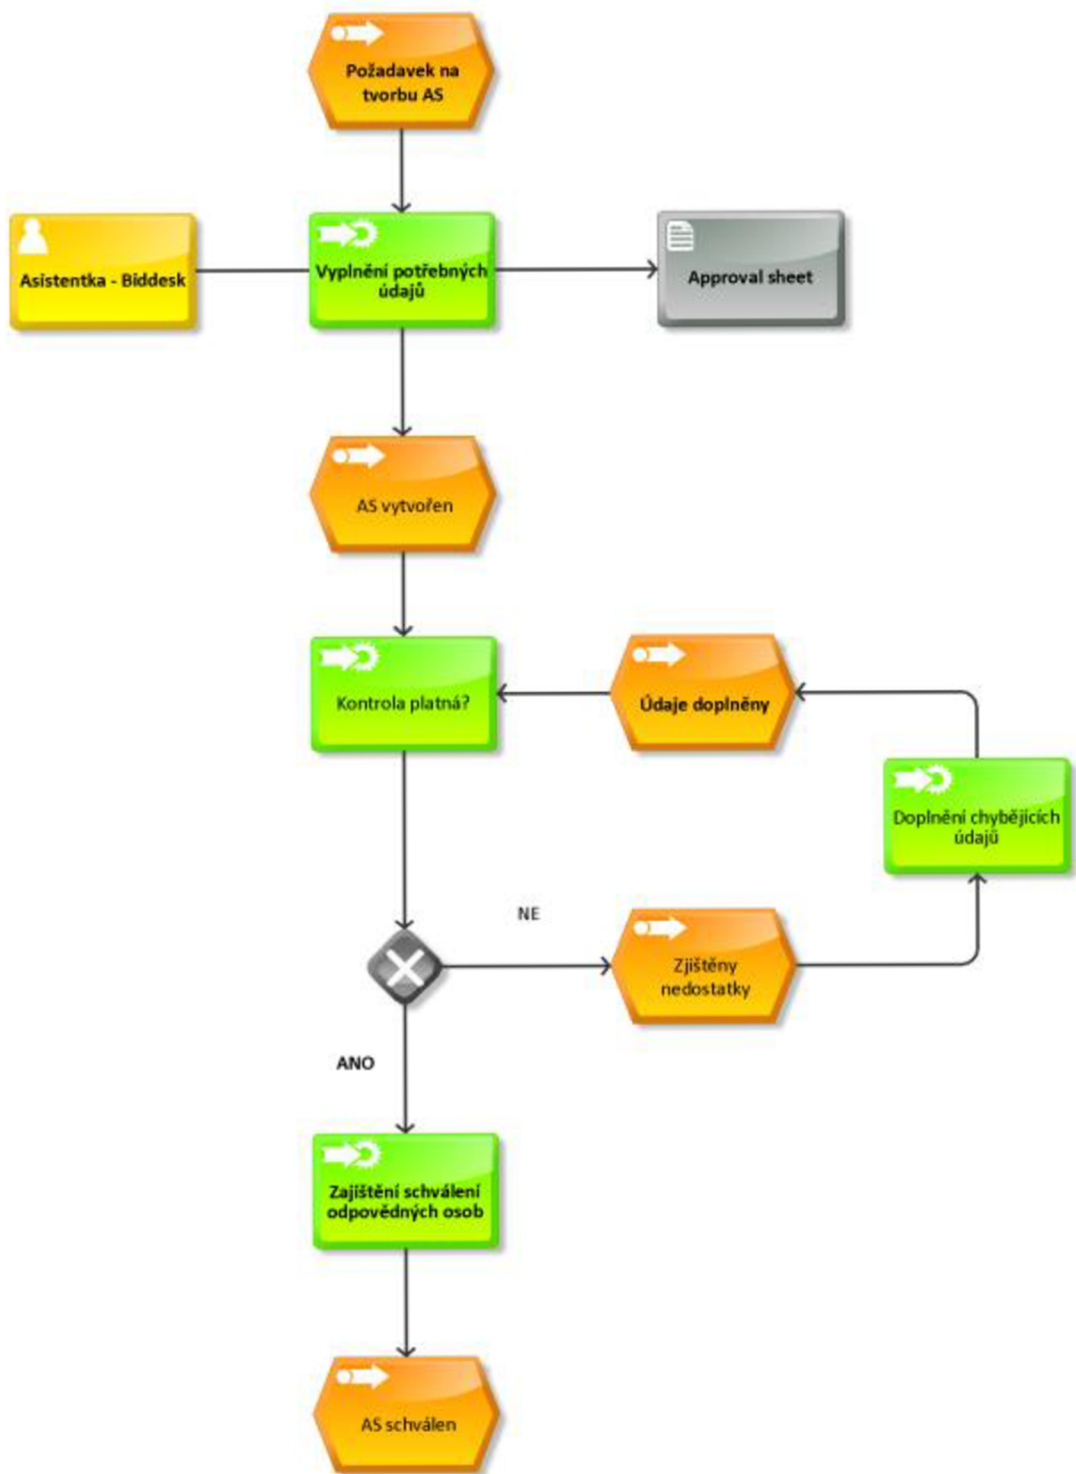 Požadavek na
tvorbu AS
Asistentka - Biddesk
Vyplnění potřebných
údajů
Approval sheet
AS vytvořen
Kontrola platná?
Údaje doplněny
Doplnění chybějících
údajů
NE
Zjištěny
nedostatky
ANO
Zajištění schválení
odpovědných osob
AS schválen